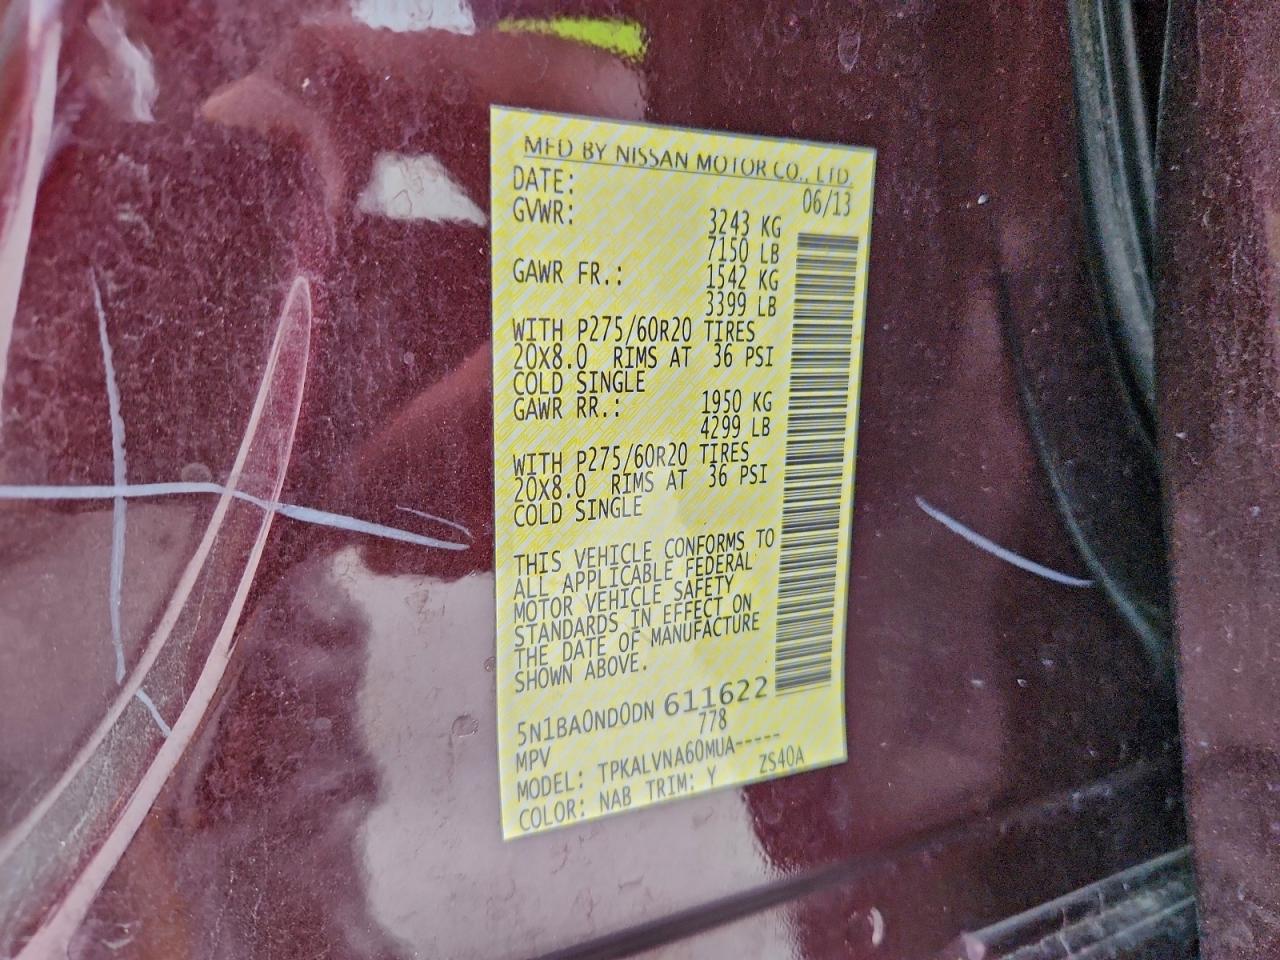 MFD BY NISSAN MOTOR CO., LTD
DATE: 06/13
GVWR: 3243 KG
7150 LB
GAWR FR.: 1542 KG
3399 LB
WITH P275/60R20 TIRES
20X8.0 RIMS AT 36 PSI
COLD SINGLE
GAWR RR.: 1950 KG
4299 LB
WITH P275/60R20 TIRES
20X8.0 RIMS AT 36 PSI
COLD SINGLE
THIS VEHICLE CONFORMS TO
ALL APPLICABLE FEDERAL
MOTOR VEHICLE SAFETY
STANDARDS IN EFFECT ON
THE DATE OF MANUFACTURE
SHOWN ABOVE.
5N1BA0ND0DN 611622
MPV 778
MODEL: TPKALVNA60MUA-----
COLOR: NAB TRIM: Y ZS40A